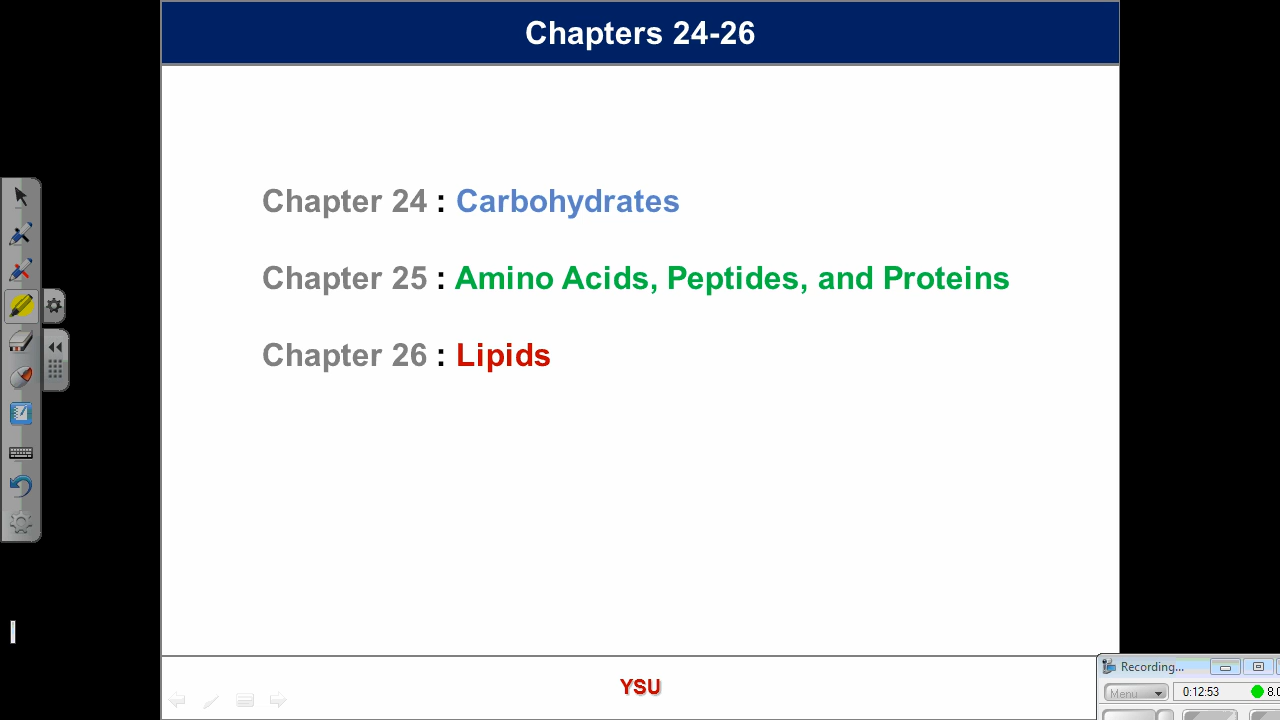 Chapters 24-26
Chapter 24 : Carbohydrates
Chapter 25 : Amino Acids, Peptides, and Proteins
Chapter 26 : Lipids
YSU
Recording...
Menu
0:12:53